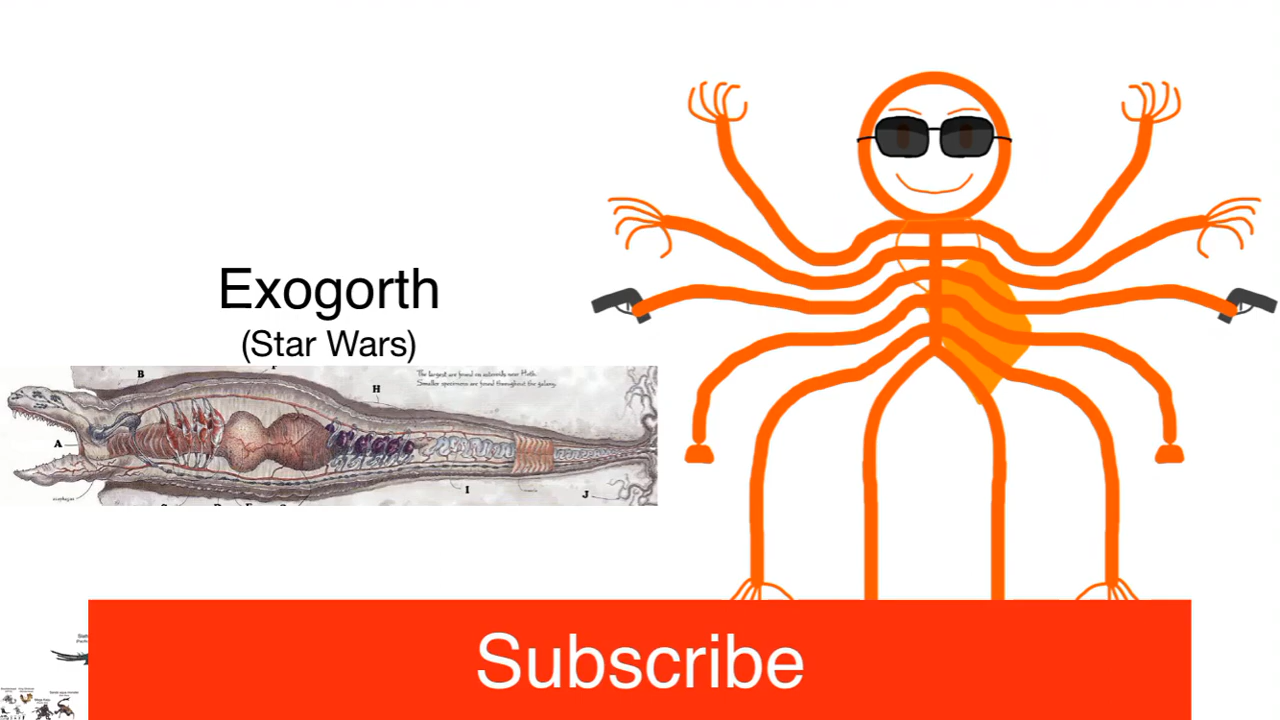 Exogorth
(Star Wars)
B
H
The largest are found on asteroids near Hoth.
Smaller specimens are found throughout the galaxy.
A
I
J
esophagus
Subscribe